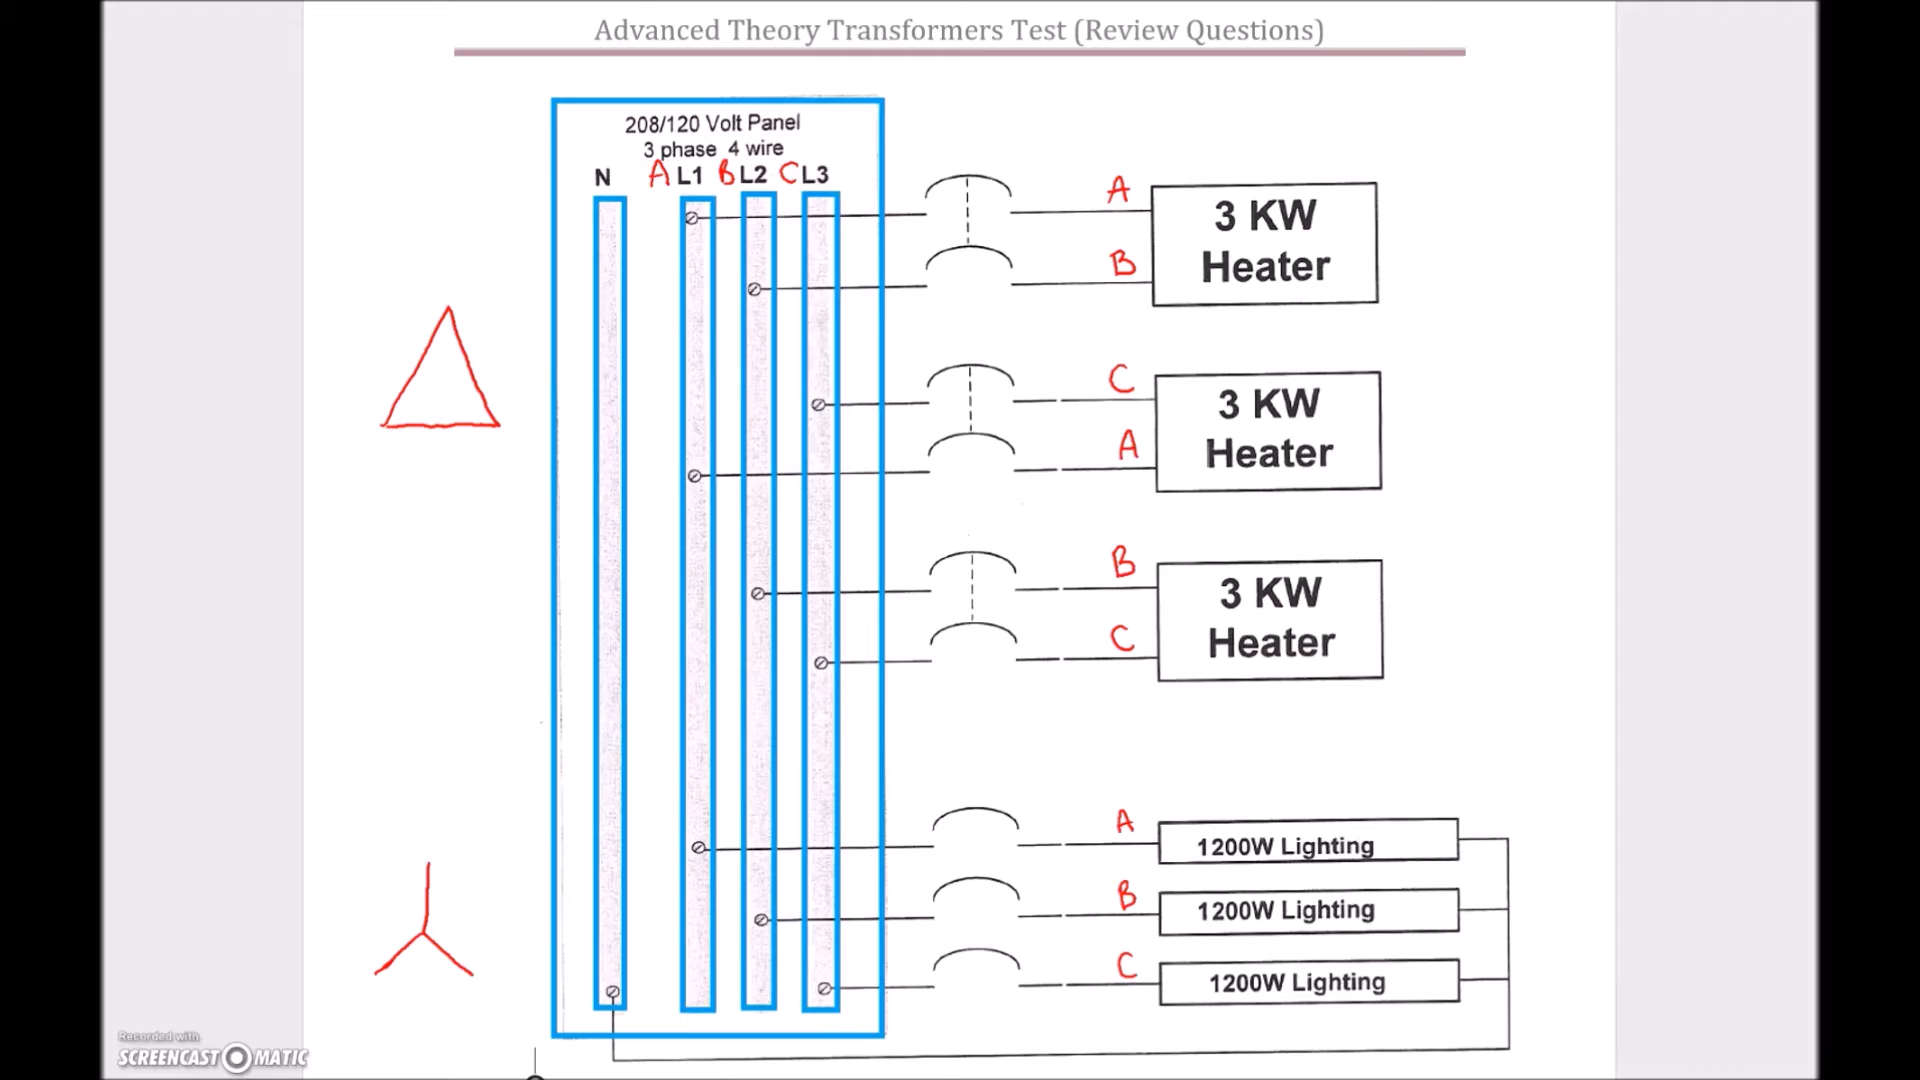 Advanced Theory Transformers Test (Review Questions)
208/120 Volt Panel
3 phase 4 wire
N A L1 B L2 C L3
A
3 KW
B
Heater
C
3 KW
A
Heater
B
3 KW
C
Heater
A
1200W Lighting
B
1200W Lighting
C
1200W Lighting
Recorded with
SCREENCAST MATIC